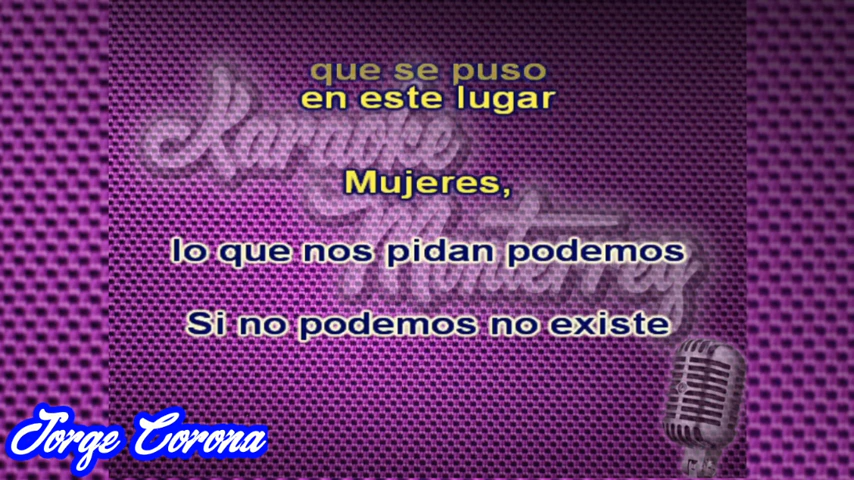 que se puso
en este lugar
Karaoke
Mujeres,
Monterrey
lo que nos pidan podemos
Si no podemos no existe
Jorge Corona